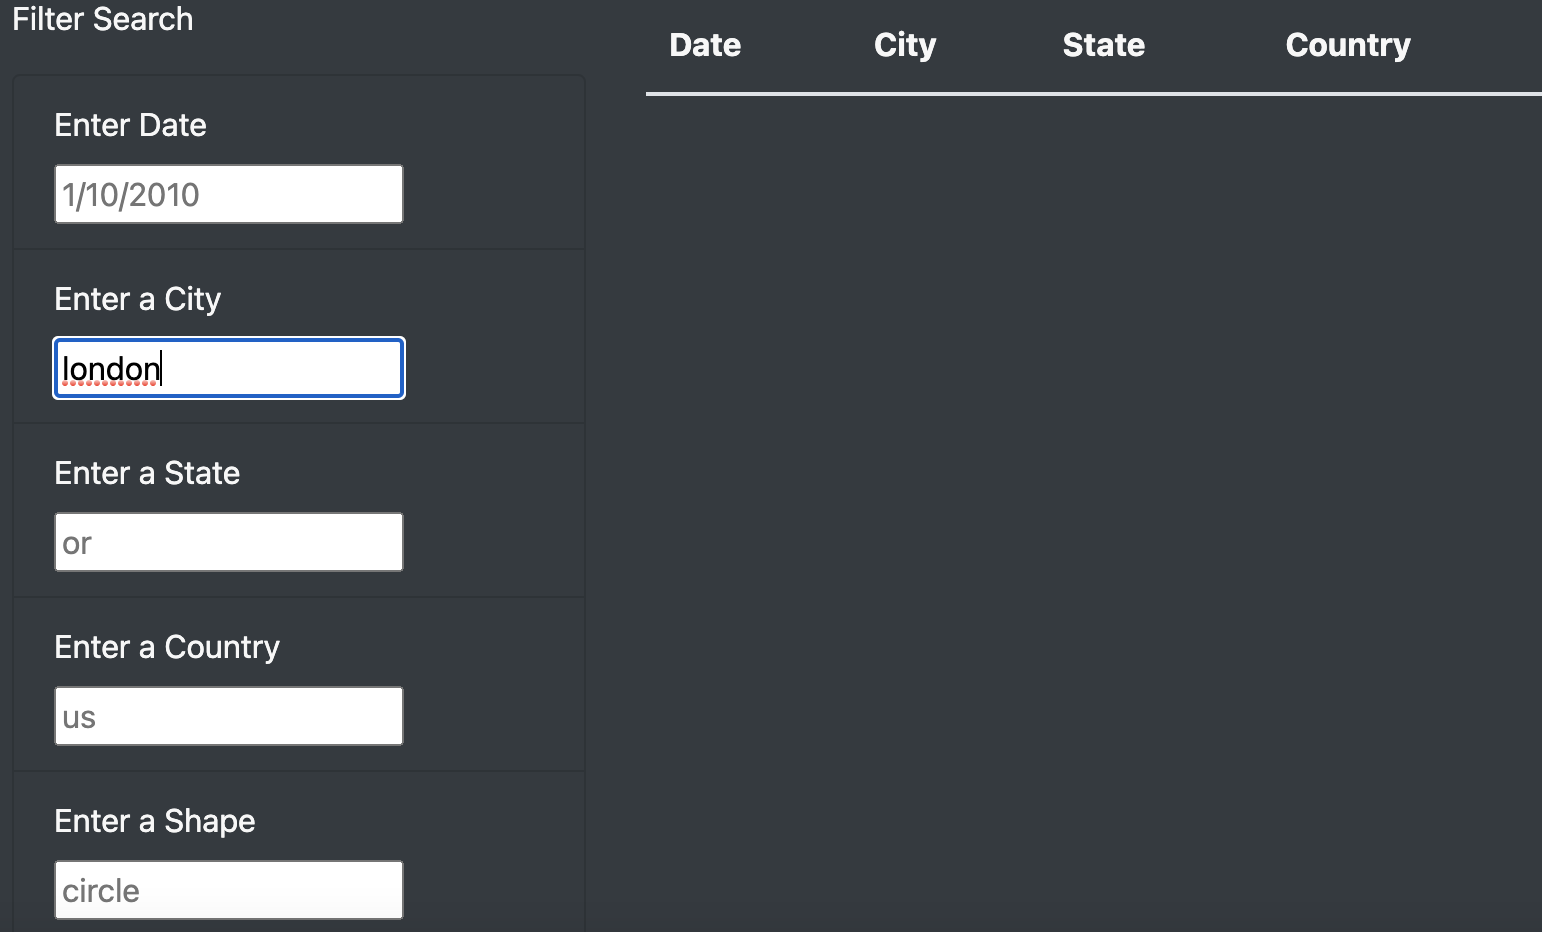 Filter Search
Date City State Country
Enter Date
1/10/2010
Enter a City
london
Enter a State
or
Enter a Country
us
Enter a Shape
circle